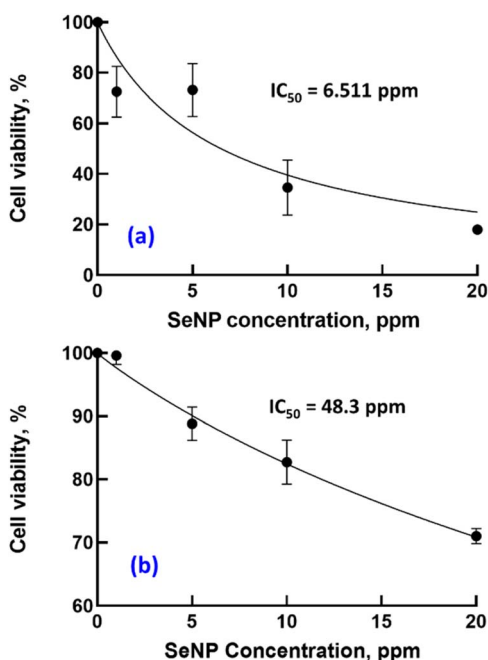 100
80
60
40
20
0
Cell viability, %
IC₅₀ = 6.511 ppm
(a)
0 5 10 15 20
SeNP concentration, ppm
100
90
80
70
60
Cell viability, %
IC₅₀ = 48.3 ppm
(b)
0 5 10 15 20
SeNP Concentration, ppm